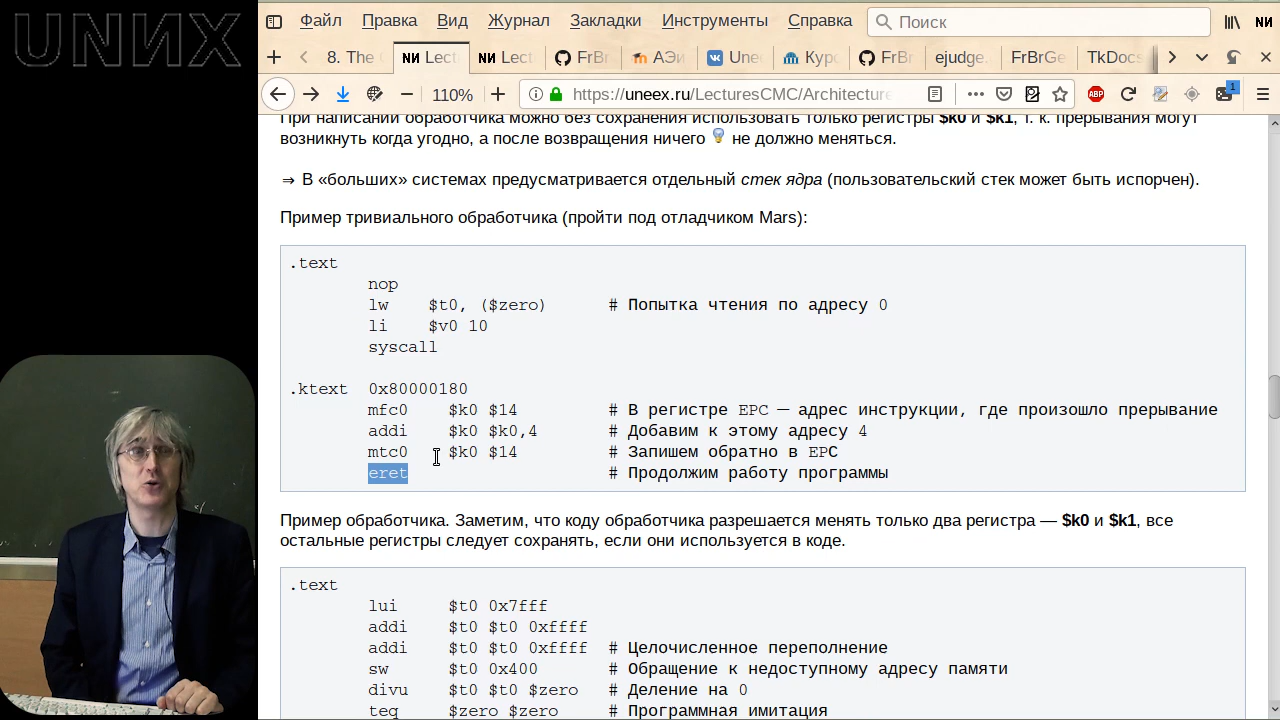 UNИX
Файл Правка Вид Журнал Закладки Инструменты Справка Поиск
8. The Lect Lect FrBr АЭи Une Курс FrBr ejudge. FrBrGe TkDocs
110% https://uneex.ru/LecturesCMC/Architecture 1
При написании обработчика можно без сохранения использовать только регистры $k0 и $k1, т. к. прерывания могут
возникнуть когда угодно, а после возвращения ничего не должно меняться.
⇒ В «больших» системах предусматривается отдельный стек ядра (пользовательский стек может быть испорчен).
Пример тривиального обработчика (пройти под отладчиком Mars):
.text
nop
lw $t0, ($zero) # Попытка чтения по адресу 0
li $v0 10
syscall
.ktext 0x80000180
mfc0 $k0 $14 # В регистре EPC — адрес инструкции, где произошло прерывание
addi $k0 $k0,4 # Добавим к этому адресу 4
mtc0 $k0 $14 # Запишем обратно в EPC
eret # Продолжим работу программы
Пример обработчика. Заметим, что коду обработчика разрешается менять только два регистра — $k0 и $k1, все
остальные регистры следует сохранять, если они используется в коде.
.text
lui $t0 0x7fff
addi $t0 $t0 0xffff
addi $t0 $t0 0xffff # Целочисленное переполнение
sw $t0 0x400 # Обращение к недоступному адресу памяти
divu $t0 $t0 $zero # Деление на 0
teq $zero $zero # Программная имитация